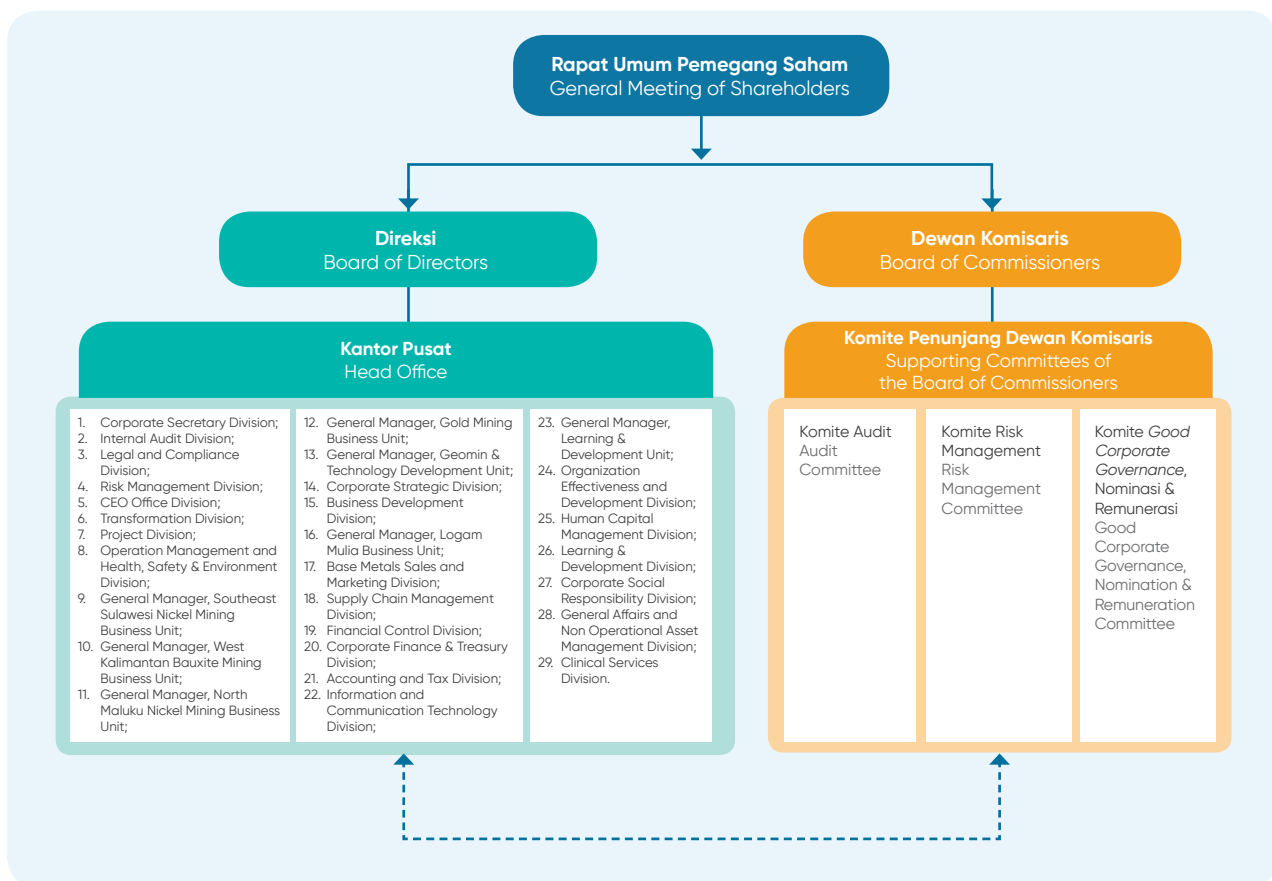 Rapat Umum Pemegang Saham
General Meeting of Shareholders
Direksi
Board of Directors
Dewan Komisaris
Board of Commissioners
Kantor Pusat
Head Office
1. Corporate Secretary Division;
2. Internal Audit Division;
3. Legal and Compliance
Division;
4. Risk Management Division;
5. CEO Office Division;
6. Transformation Division;
7. Project Division;
8. Operation Management and
Health, Safety & Environment
Division;
9. General Manager, Southeast
Sulawesi Nickel Mining
Business Unit;
10. General Manager, West
Kalimantan Bauxite Mining
Business Unit;
11. General Manager, North
Maluku Nickel Mining Business
Unit;
12. General Manager, Gold Mining
Business Unit;
13. General Manager, Geomin &
Technology Development Unit;
14. Corporate Strategic Division;
15. Business Development
Division;
16. General Manager, Logam
Mulia Business Unit;
17. Base Metals Sales and
Marketing Division;
18. Supply Chain Management
Division;
19. Financial Control Division;
20. Corporate Finance & Treasury
Division;
21. Accounting and Tax Division;
22. Information and
Communication Technology
Division;
23. General Manager,
Learning &
Development Unit;
24. Organization
Effectiveness and
Development Division;
25. Human Capital
Management Division;
26. Learning &
Development Division;
27. Corporate Social
Responsibility Division;
28. General Affairs and
Non Operational Asset
Management Division;
29. Clinical Services
Division.
Komite Penunjang Dewan Komisaris
Supporting Committees of
the Board of Commissioners
Komite Audit
Audit
Committee
Komite Risk
Management
Risk
Management
Committee
Komite Good
Corporate
Governance,
Nominasi &
Remunerasi
Good
Corporate
Governance,
Nomination &
Remuneration
Committee